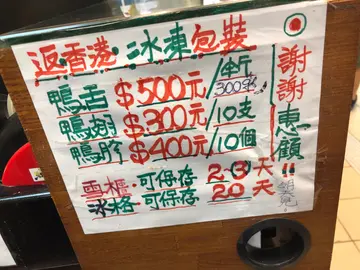 返香港·冰凍包裝
鴨舌 $500元/半斤
300克
鴨翅 $300元/10支
鴨胗 $400元/10個
雪櫃·可保存 2-3天
冰格·可保存 20天
謝謝惠顧!!